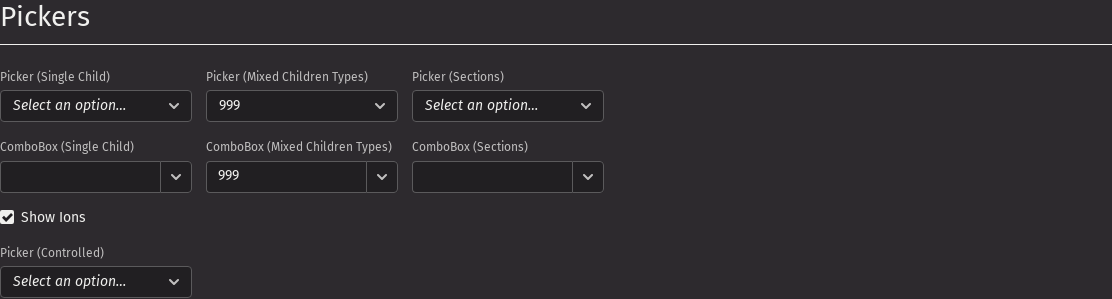 Pickers
Picker (Single Child) Picker (Mixed Children Types) Picker (Sections)
Select an option... 999 Select an option...
ComboBox (Single Child) ComboBox (Mixed Children Types) ComboBox (Sections)
999
Show Ions
Picker (Controlled)
Select an option...